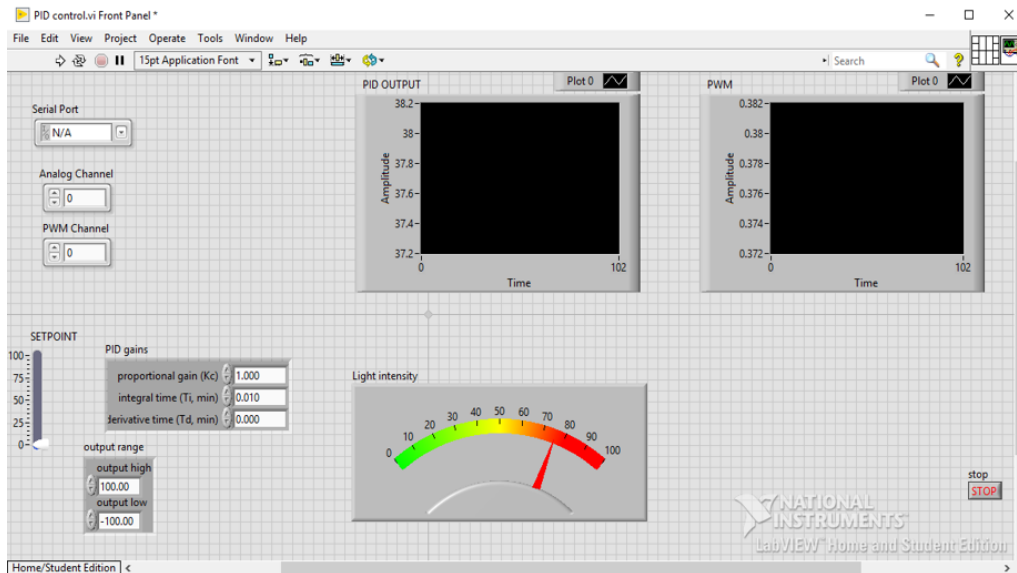 PID control.vi Front Panel *
File Edit View Project Operate Tools Window Help
15pt Application Font
Search
Serial Port
N/A
Analog Channel
0
PWM Channel
0
PID OUTPUT
Plot 0
38.2
38
37.8
37.6
37.4
37.2
Amplitude
0 102
Time
PWM
Plot 0
0.382
0.38
0.378
0.376
0.374
0.372
Amplitude
0 102
Time
SETPOINT
100
75
50
25
0
PID gains
proportional gain (Kc) 1.000
integral time (Ti, min) 0.010
derivative time (Td, min) 0.000
output range
output high
100.00
output low
-100.00
Light intensity
0 10 20 30 40 50 60 70 80 90 100
stop
STOP
NATIONAL
INSTRUMENTS
LabVIEW™ Home and Student Edition
Home/Student Edition